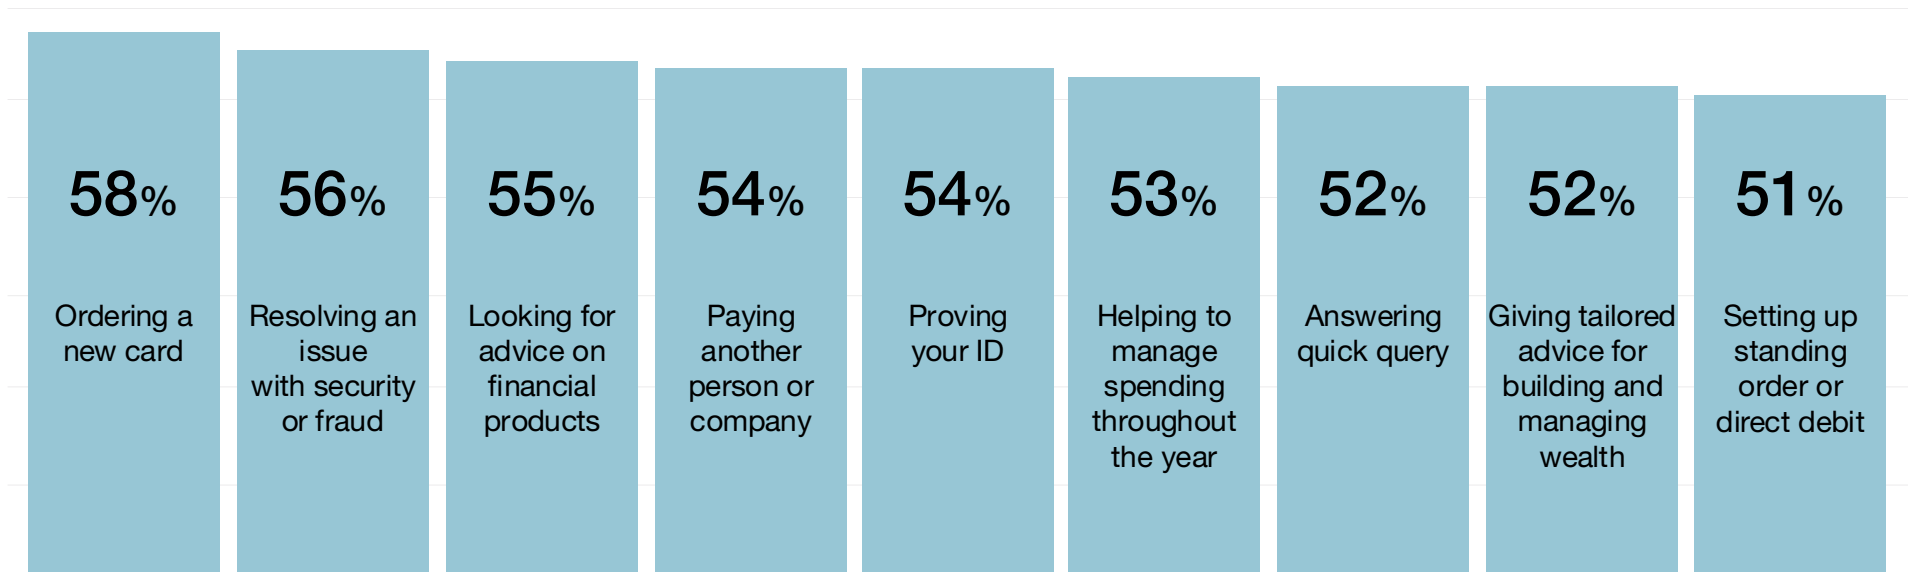 58%
Ordering a
new card
56%
Resolving an
issue
with security
or fraud
55%
Looking for
advice on
financial
products
54%
Paying
another
person or
company
54%
Proving
your ID
53%
Helping to
manage
spending
throughout
the year
52%
Answering
quick query
52%
Giving tailored
advice for
building and
managing
wealth
51%
Setting up
standing
order or
direct debit